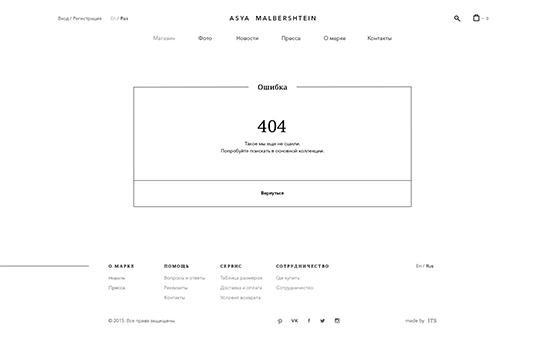 Вход / Регистрация
En / Rus
ASYA MALBERSHTEIN
- 0
Магазин
Фото
Новости
Пресса
О марке
Контакты
Ошибка
404
Такое мы еще не сшили.
Попробуйте поискать в основной коллекции.
Вернуться
О МАРКЕ
ПОМОЩЬ
СЕРВИС
СОТРУДНИЧЕСТВО
En / Rus
Новости
Вопросы и ответы
Таблица размеров
Где купить
Пресса
Реквизиты
Доставка и оплата
Сотрудничество
Контакты
Условия возврата
© 2015. Все права защищены
made by ITS